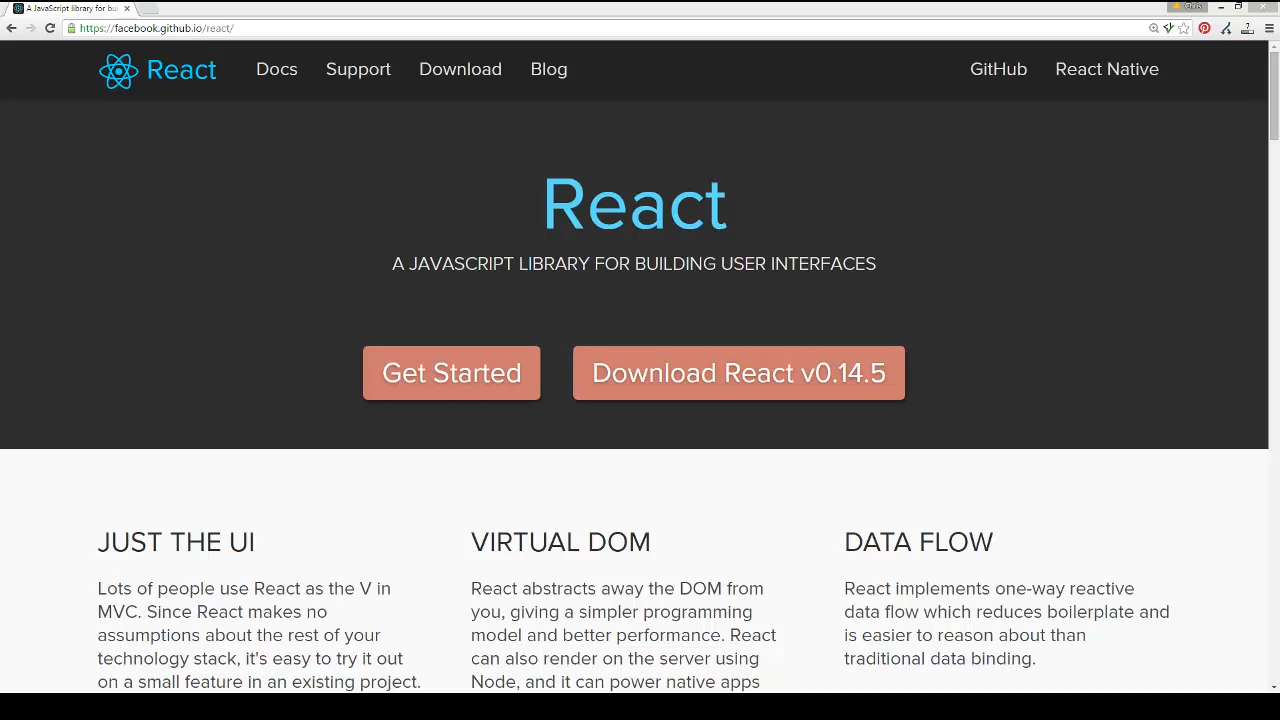 A JavaScript library for bui
Chris
https://facebook.github.io/react/
React Docs Support Download Blog GitHub React Native
React
A JAVASCRIPT LIBRARY FOR BUILDING USER INTERFACES
Get Started Download React v0.14.5
JUST THE UI
Lots of people use React as the V in
MVC. Since React makes no
assumptions about the rest of your
technology stack, it's easy to try it out
on a small feature in an existing project.
VIRTUAL DOM
React abstracts away the DOM from
you, giving a simpler programming
model and better performance. React
can also render on the server using
Node, and it can power native apps
DATA FLOW
React implements one-way reactive
data flow which reduces boilerplate and
is easier to reason about than
traditional data binding.